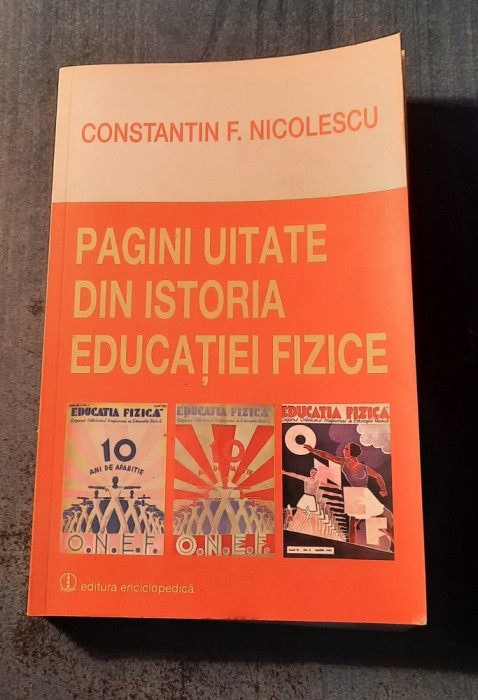 CONSTANTIN F. NICOLESCU
PAGINI UITATE
DIN ISTORIA
EDUCAȚIEI FIZICE
EDUCATIA FIZICA
10
ANI DE APARITIE
O.N.E.F.
EDUCATIA FIZICA
10
O.N.E.F.
EDUCATIA FIZICA
O
N
E
F
editura enciclopedică